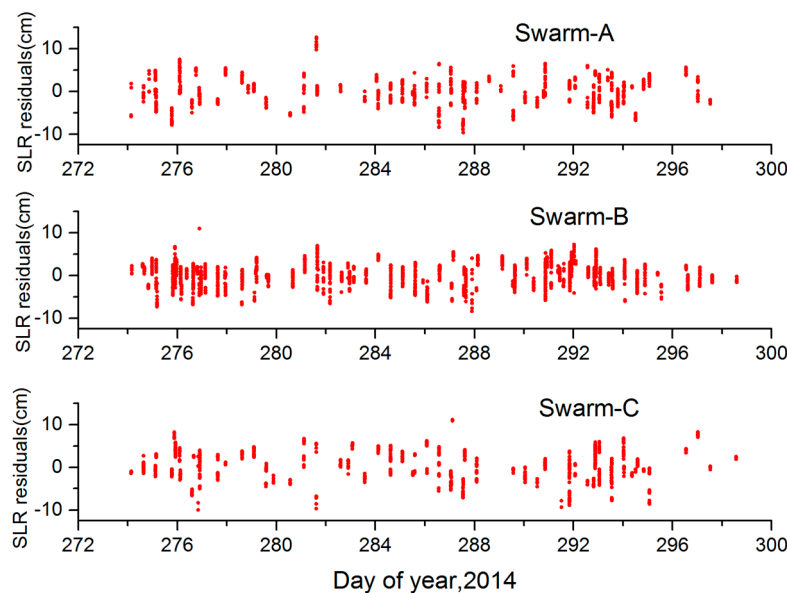 Swarm-A
SLR residuals(cm)
10
0
-10
272 276 280 284 288 292 296 300
Swarm-B
SLR residuals(cm)
10
0
-10
272 276 280 284 288 292 296 300
Swarm-C
SLR residuals(cm)
10
0
-10
272 276 280 284 288 292 296 300
Day of year,2014